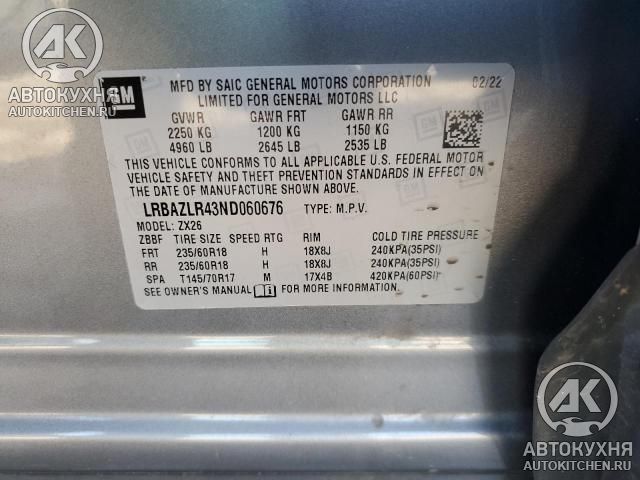 AK
АВТОКУХНЯ
AUTOKITCHEN.RU
GM
MFD BY SAIC GENERAL MOTORS CORPORATION 02/22
LIMITED FOR GENERAL MOTORS LLC
GVWR GAWR FRT GAWR RR
2250 KG 1200 KG 1150 KG
4960 LB 2645 LB 2535 LB
THIS VEHICLE CONFORMS TO ALL APPLICABLE U.S. FEDERAL MOTOR
VEHICLE SAFETY AND THEFT PREVENTION STANDARDS IN EFFECT ON THE
DATE OF MANUFACTURE SHOWN ABOVE.
LRBAZLR43ND060676 TYPE: M.P.V.
MODEL: ZX26
ZBBF TIRE SIZE SPEED RTG RIM COLD TIRE PRESSURE
FRT 235/60R18 H 18X8J 240KPA(35PSI)
RR 235/60R18 H 18X8J 240KPA(35PSI)
SPA T145/70R17 M 17X4B 420KPA(60PSI)
SEE OWNER'S MANUAL FOR MORE INFORMATION
AK
АВТОКУХНЯ
AUTOKITCHEN.RU